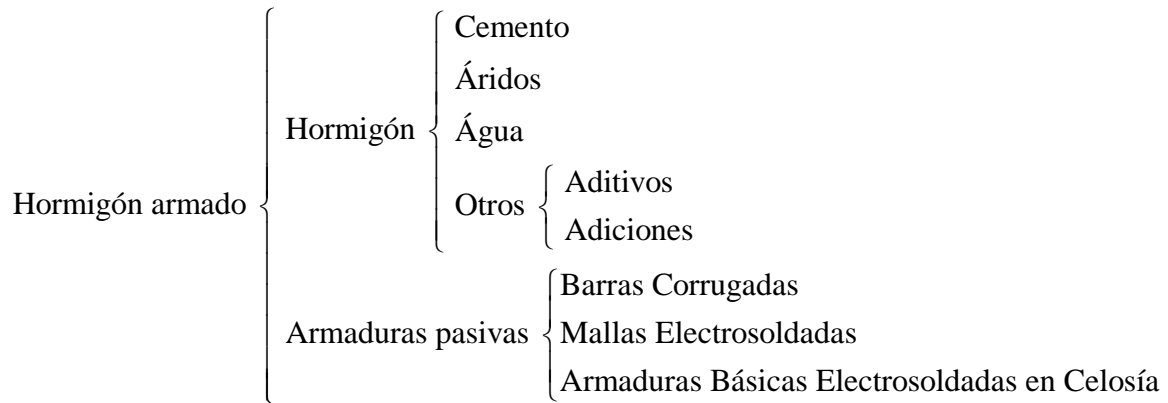 Hormigón armado
Hormigón
Cemento
Áridos
Água
Otros
Aditivos
Adiciones
Armaduras pasivas
Barras Corrugadas
Mallas Electrosoldadas
Armaduras Básicas Electrosoldadas en Celosía